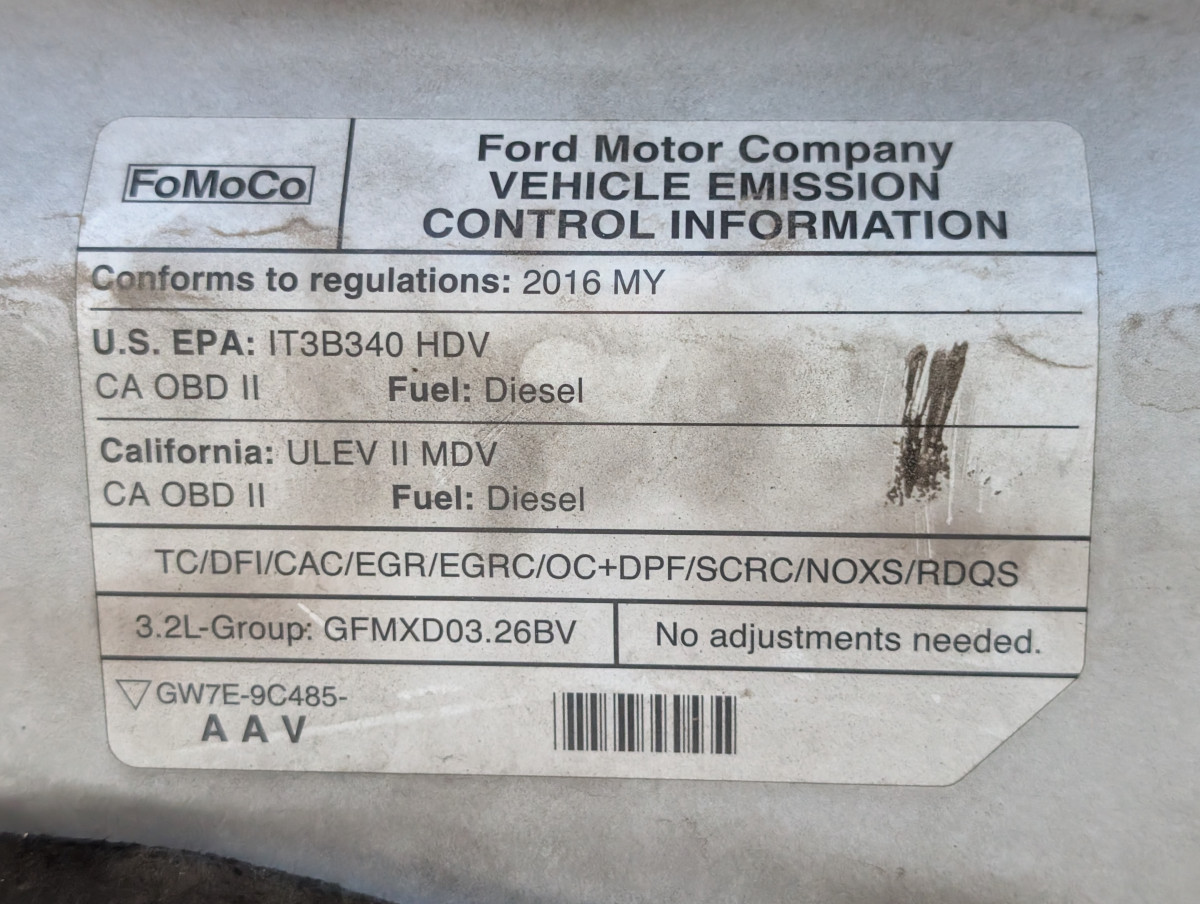 FoMoCo
Ford Motor Company
VEHICLE EMISSION
CONTROL INFORMATION
Conforms to regulations: 2016 MY
U.S. EPA: IT3B340 HDV
CA OBD II Fuel: Diesel
California: ULEV II MDV
CA OBD II Fuel: Diesel
TC/DFI/CAC/EGR/EGRC/OC+DPF/SCRC/NOXS/RDQS
3.2L-Group: GFMXD03.26BV
No adjustments needed.
GW7E-9C485-
A A V